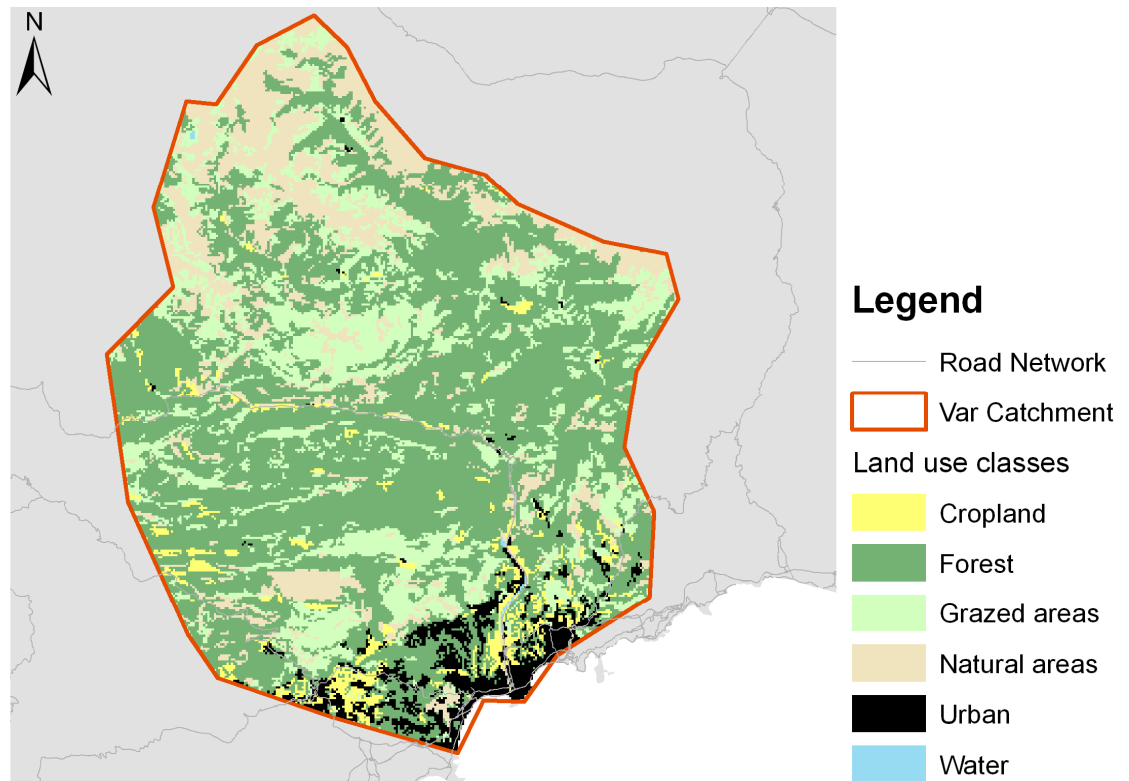 N
Legend
Road Network
Var Catchment
Land use classes
Cropland
Forest
Grazed areas
Natural areas
Urban
Water